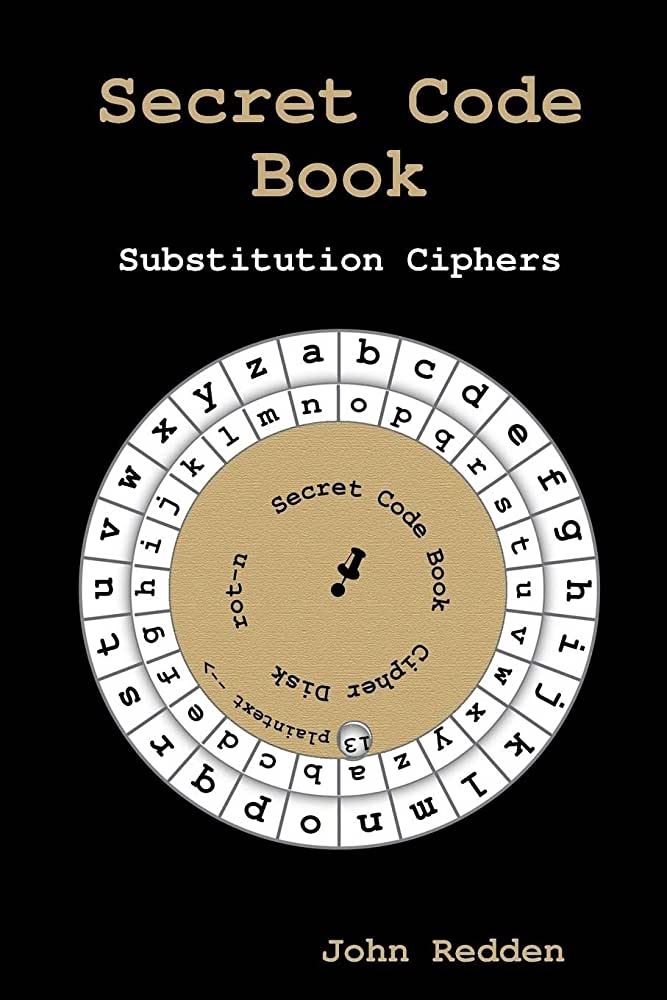 Secret Code
Book
Substitution Ciphers
a b c d e f g h i j k l m n o p q r s t u v w x y z
n o p q r s t u v w x y z a b c d e f g h i j k l m
Secret Code Book
Cipher Disk
rot-n
plaintext -->
13
John Redden